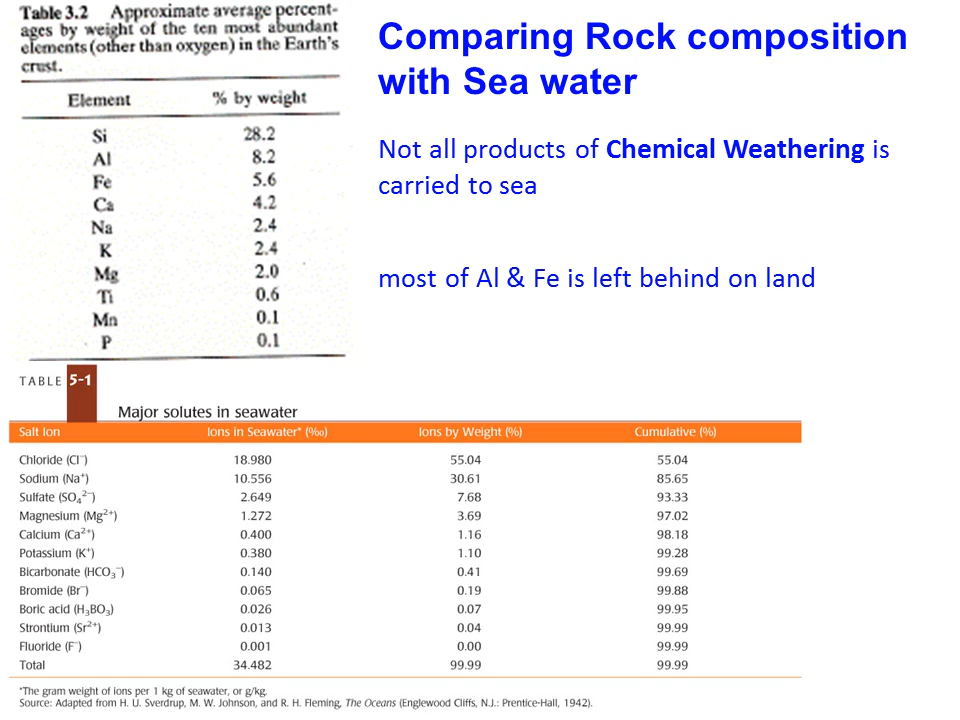 Table 3.2 Approximate average percent-
ages by weight of the ten most abundant
elements (other than oxygen) in the Earth's
crust.
Element % by weight
Si 28.2
Al 8.2
Fe 5.6
Ca 4.2
Na 2.4
K 2.4
Mg 2.0
Ti 0.6
Mn 0.1
P 0.1
Comparing Rock composition
with Sea water
Not all products of Chemical Weathering is
carried to sea
most of Al & Fe is left behind on land
TABLE 5-1
Major solutes in seawater
Salt Ion Ions in Seawater* (‰) Ions by Weight (%) Cumulative (%)
Chloride (Cl⁻) 18.980 55.04 55.04
Sodium (Na⁺) 10.556 30.61 85.65
Sulfate (SO₄²⁻) 2.649 7.68 93.33
Magnesium (Mg²⁺) 1.272 3.69 97.02
Calcium (Ca²⁺) 0.400 1.16 98.18
Potassium (K⁺) 0.380 1.10 99.28
Bicarbonate (HCO₃⁻) 0.140 0.41 99.69
Bromide (Br⁻) 0.065 0.19 99.88
Boric acid (H₃BO₃) 0.026 0.07 99.95
Strontium (Sr²⁺) 0.013 0.04 99.99
Fluoride (F⁻) 0.001 0.00 99.99
Total 34.482 99.99 99.99
*The gram weight of ions per 1 kg of seawater, or g/kg.
Source: Adapted from H. U. Sverdrup, M. W. Johnson, and R. H. Fleming, The Oceans (Englewood Cliffs, N.J.: Prentice-Hall, 1942).